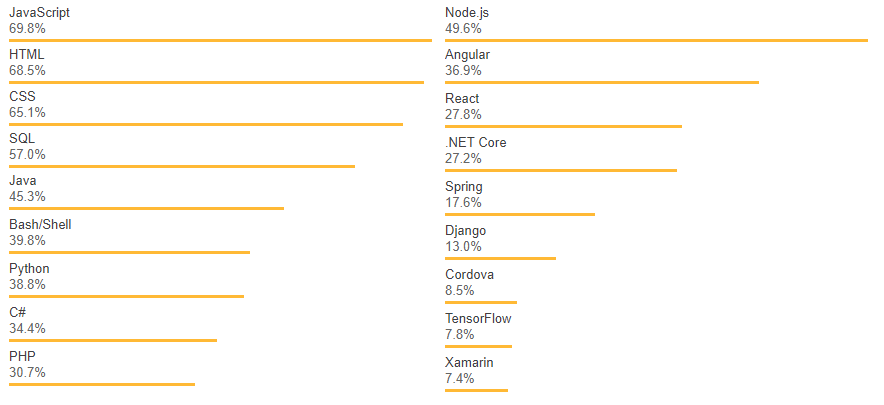 JavaScript
69.8%
HTML
68.5%
CSS
65.1%
SQL
57.0%
Java
45.3%
Bash/Shell
39.8%
Python
38.8%
C#
34.4%
PHP
30.7%
Node.js
49.6%
Angular
36.9%
React
27.8%
.NET Core
27.2%
Spring
17.6%
Django
13.0%
Cordova
8.5%
TensorFlow
7.8%
Xamarin
7.4%